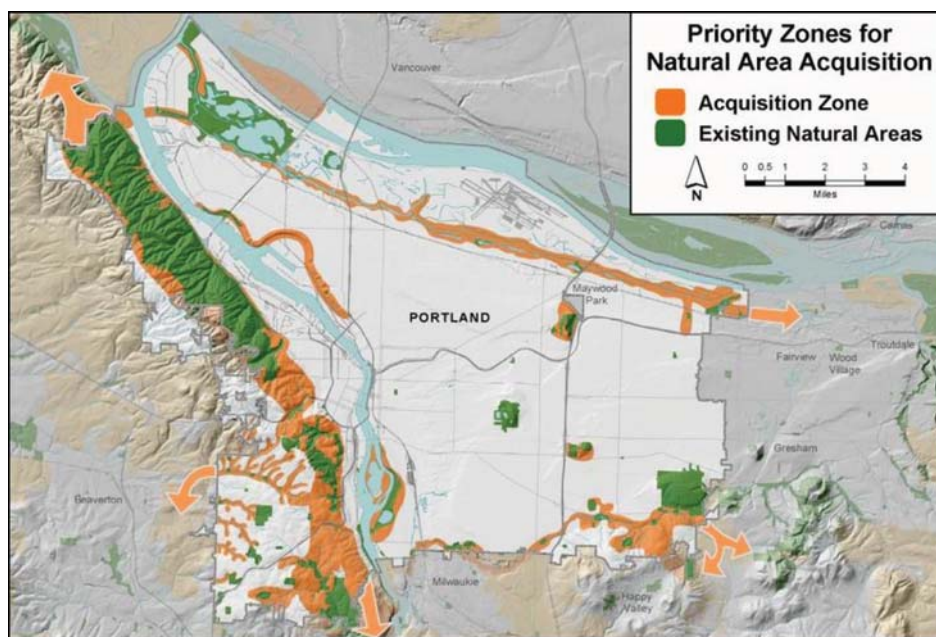 Priority Zones for
Natural Area Acquisition
Acquisition Zone
Existing Natural Areas
N
0 0.5 1 2 3 4
Miles
Vancouver
Camas
Maywood
Park
PORTLAND
Fairview
Wood
Village
Troutdale
Gresham
Beaverton
Milwaukie
Happy
Valley